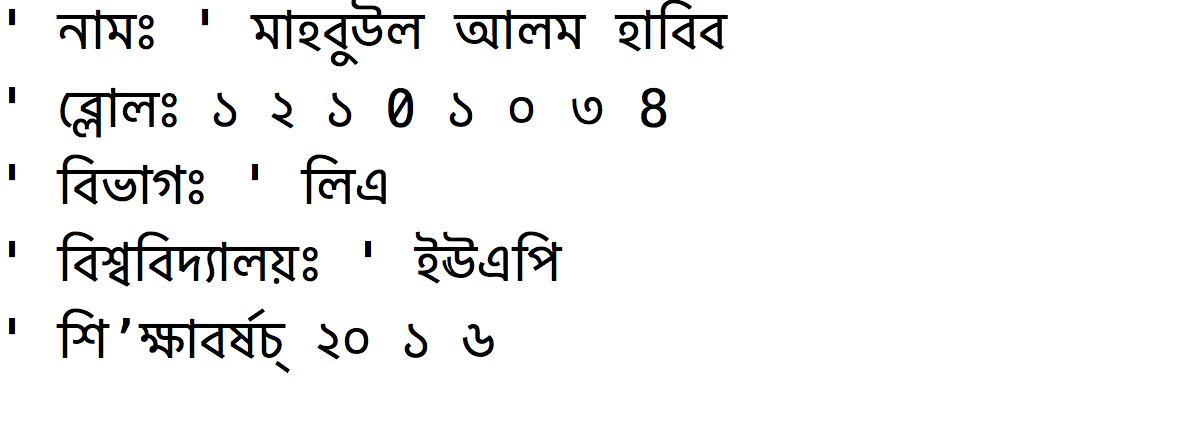 ' নামঃ ' মাহবুউল আলম হাবিব
' ব্লোলঃ ১ ২ ১ 0 ১ ০ ৩ 8
' বিভাগঃ ' লিএ
' বিশ্ববিদ্যালয়ঃ ' ইঊএপি
' শি’ক্ষাবর্ষচ্ ২০ ১ ৬